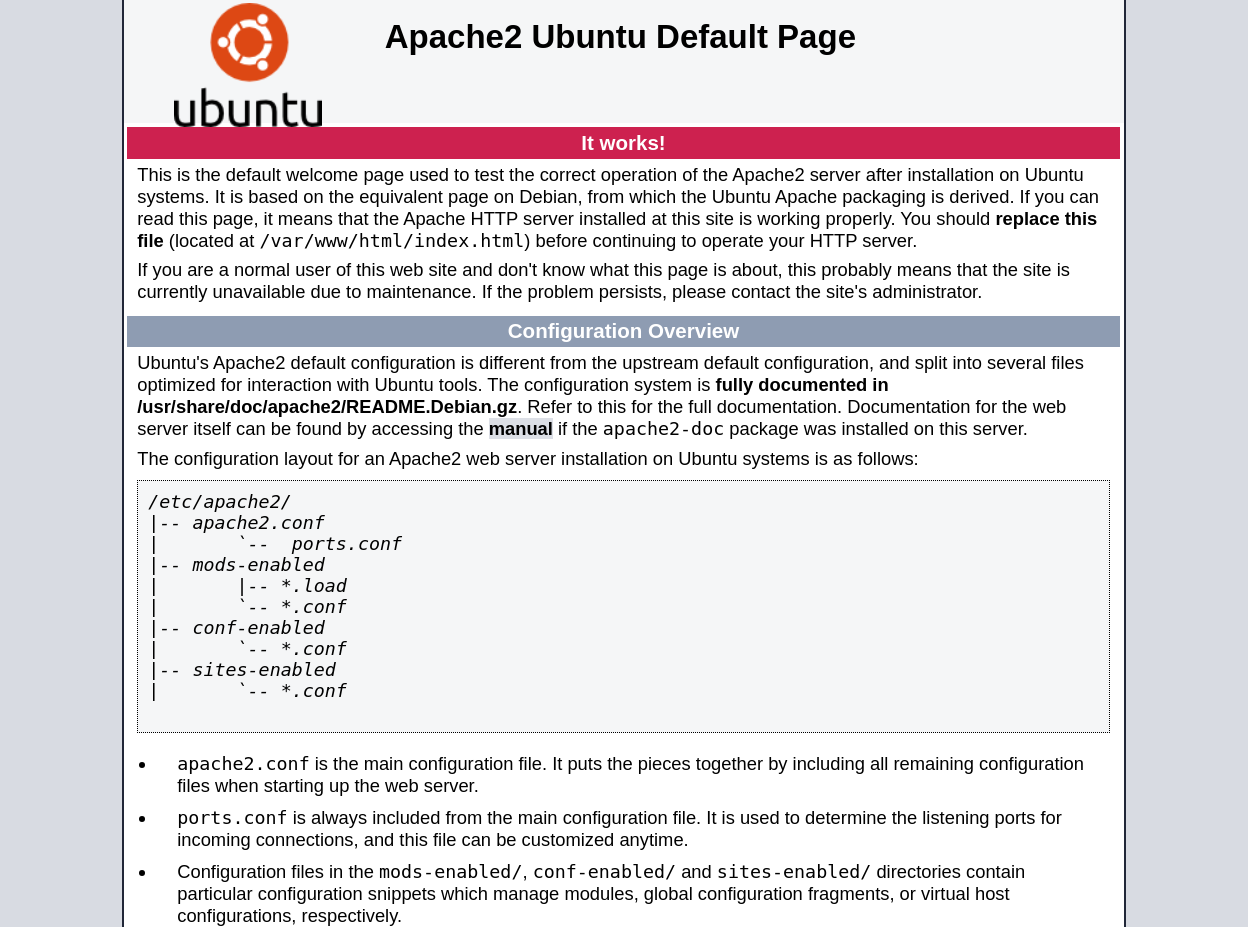 ubuntu
Apache2 Ubuntu Default Page
It works!
This is the default welcome page used to test the correct operation of the Apache2 server after installation on Ubuntu
systems. It is based on the equivalent page on Debian, from which the Ubuntu Apache packaging is derived. If you can
read this page, it means that the Apache HTTP server installed at this site is working properly. You should replace this
file (located at /var/www/html/index.html) before continuing to operate your HTTP server.
If you are a normal user of this web site and don't know what this page is about, this probably means that the site is
currently unavailable due to maintenance. If the problem persists, please contact the site's administrator.
Configuration Overview
Ubuntu's Apache2 default configuration is different from the upstream default configuration, and split into several files
optimized for interaction with Ubuntu tools. The configuration system is fully documented in
/usr/share/doc/apache2/README.Debian.gz. Refer to this for the full documentation. Documentation for the web
server itself can be found by accessing the manual if the apache2-doc package was installed on this server.
The configuration layout for an Apache2 web server installation on Ubuntu systems is as follows:
/etc/apache2/
|-- apache2.conf
|       `--  ports.conf
|-- mods-enabled
|       |-- *.load
|       `-- *.conf
|-- conf-enabled
|       `-- *.conf
|-- sites-enabled
|       `-- *.conf
• apache2.conf is the main configuration file. It puts the pieces together by including all remaining configuration
files when starting up the web server.
• ports.conf is always included from the main configuration file. It is used to determine the listening ports for
incoming connections, and this file can be customized anytime.
• Configuration files in the mods-enabled/, conf-enabled/ and sites-enabled/ directories contain
particular configuration snippets which manage modules, global configuration fragments, or virtual host
configurations, respectively.